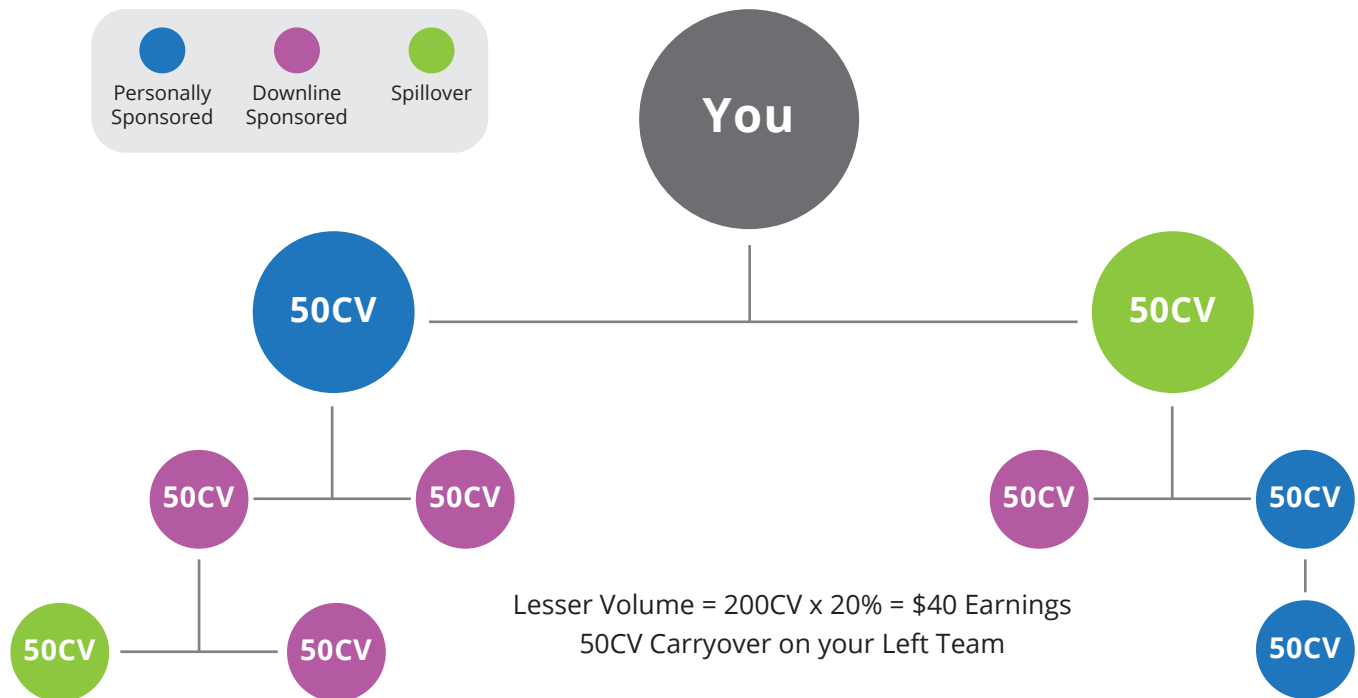 Personally
Sponsored
Downline
Sponsored
Spillover
You
50CV
50CV
50CV
50CV
50CV
50CV
50CV
50CV
50CV
Lesser Volume = 200CV x 20% = $40 Earnings
50CV Carryover on your Left Team